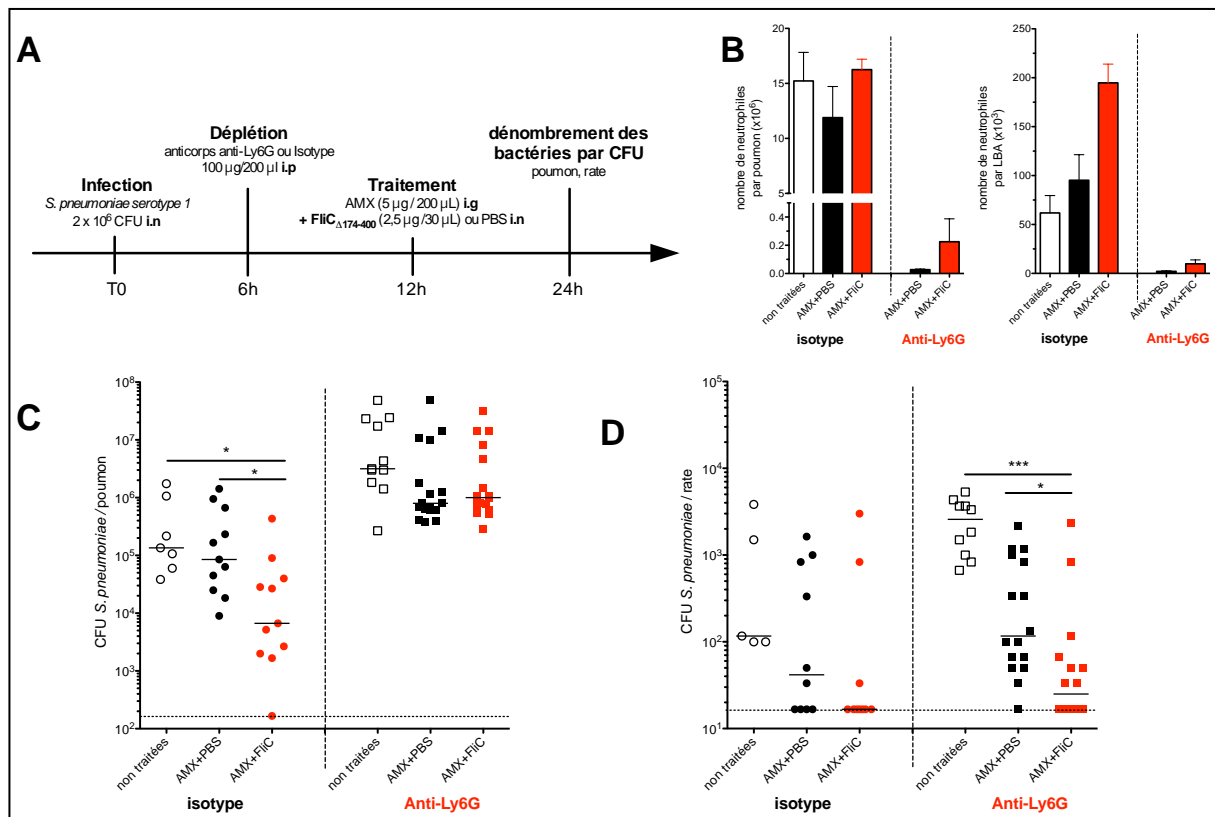 A
Déplétion
anticorps anti-Ly6G ou Isotype
100 µg/200 µl i.p
dénombrement des
bactéries par CFU
poumon, rate
Infection
S. pneumoniae serotype 1
2 x 10⁶ CFU i.n
Traitement
AMX (5 µg / 200 µL) i.g
+ FliC∆174-400 (2,5 µg /30 µL) ou PBS i.n
T0
6h
12h
24h
B
nombre de neutrophiles
par poumon (x10⁶)
20
15
10
5
0.4
0.2
0.0
non traitées
AMX+PBS
AMX+FliC
AMX+PBS
AMX+FliC
isotype
Anti-Ly6G
nombre de neutrophiles
par LBA (x10³)
250
200
150
100
50
0
non traitées
AMX+PBS
AMX+FliC
AMX+PBS
AMX+FliC
isotype
Anti-Ly6G
C
CFU S. pneumoniae / poumon
10⁸
10⁷
10⁶
10⁵
10⁴
10³
10²
*
*
non traitées
AMX+PBS
AMX+FliC
non traitées
AMX+PBS
AMX+FliC
isotype
Anti-Ly6G
D
CFU S. pneumoniae / rate
10⁵
10⁴
10³
10²
10¹
***
*
non traitées
AMX+PBS
AMX+FliC
non traitées
AMX+PBS
AMX+FliC
isotype
Anti-Ly6G